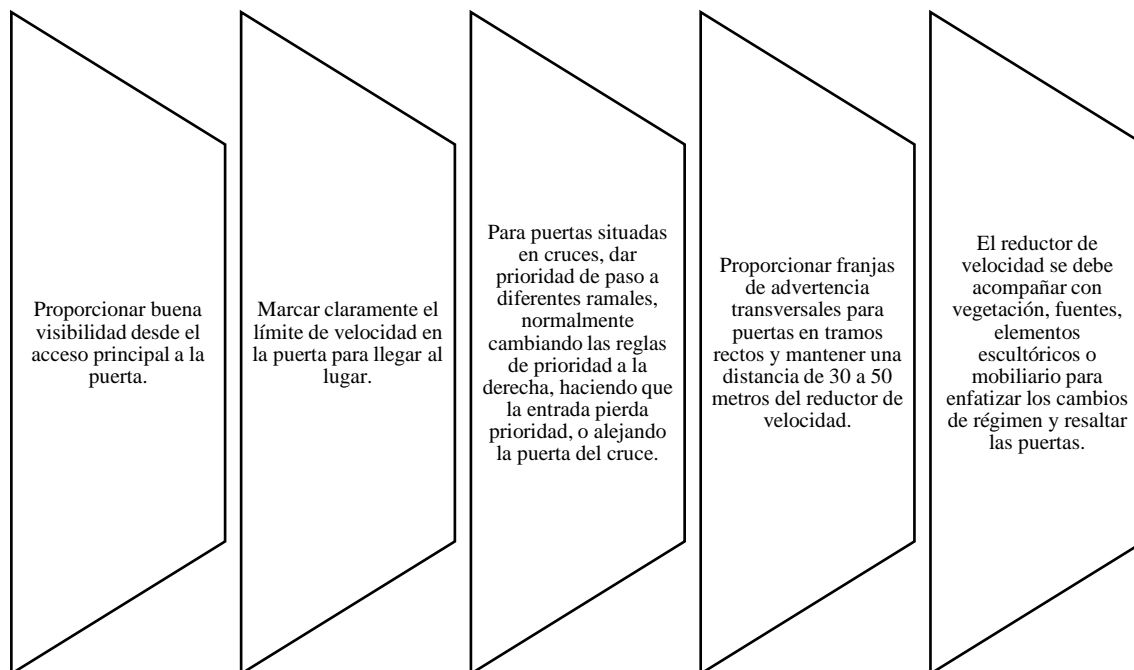 Proporcionar buena
visibilidad desde el
acceso principal a la
puerta.
Marcar claramente el
límite de velocidad en
la puerta para llegar al
lugar.
Para puertas situadas
en cruces, dar
prioridad de paso a
diferentes ramales,
normalmente
cambiando las reglas
de prioridad a la
derecha, haciendo que
la entrada pierda
prioridad, o alejando
la puerta del cruce.
Proporcionar franjas
de advertencia
transversales para
puertas en tramos
rectos y mantener una
distancia de 30 a 50
metros del reductor de
velocidad.
El reductor de
velocidad se debe
acompañar con
vegetación, fuentes,
elementos
escultóricos o
mobiliario para
enfatizar los cambios
de régimen y resaltar
las puertas.